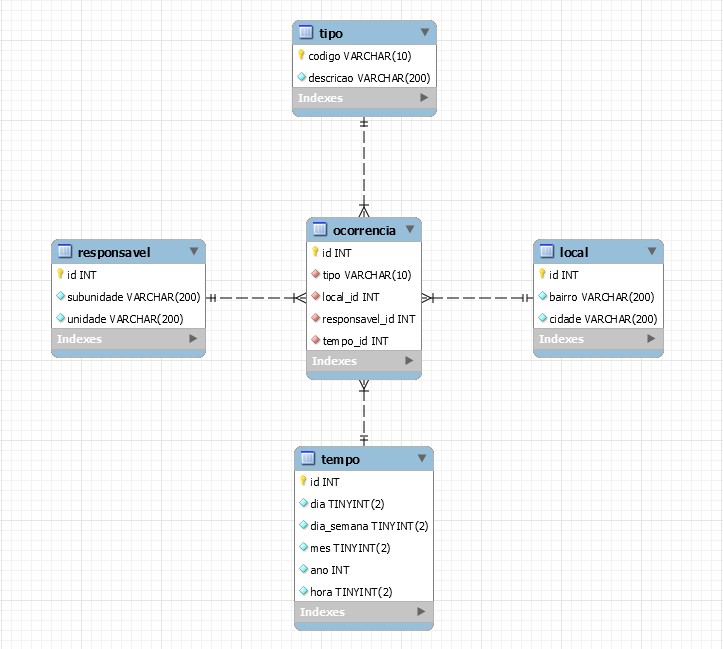 tipo
codigo VARCHAR(10)
descricao VARCHAR(200)
Indexes
responsavel
id INT
subunidade VARCHAR(200)
unidade VARCHAR(200)
Indexes
ocorrencia
id INT
tipo VARCHAR(10)
local_id INT
responsavel_id INT
tempo_id INT
Indexes
local
id INT
bairro VARCHAR(200)
cidade VARCHAR(200)
Indexes
tempo
id INT
dia TINYINT(2)
dia_semana TINYINT(2)
mes TINYINT(2)
ano INT
hora TINYINT(2)
Indexes